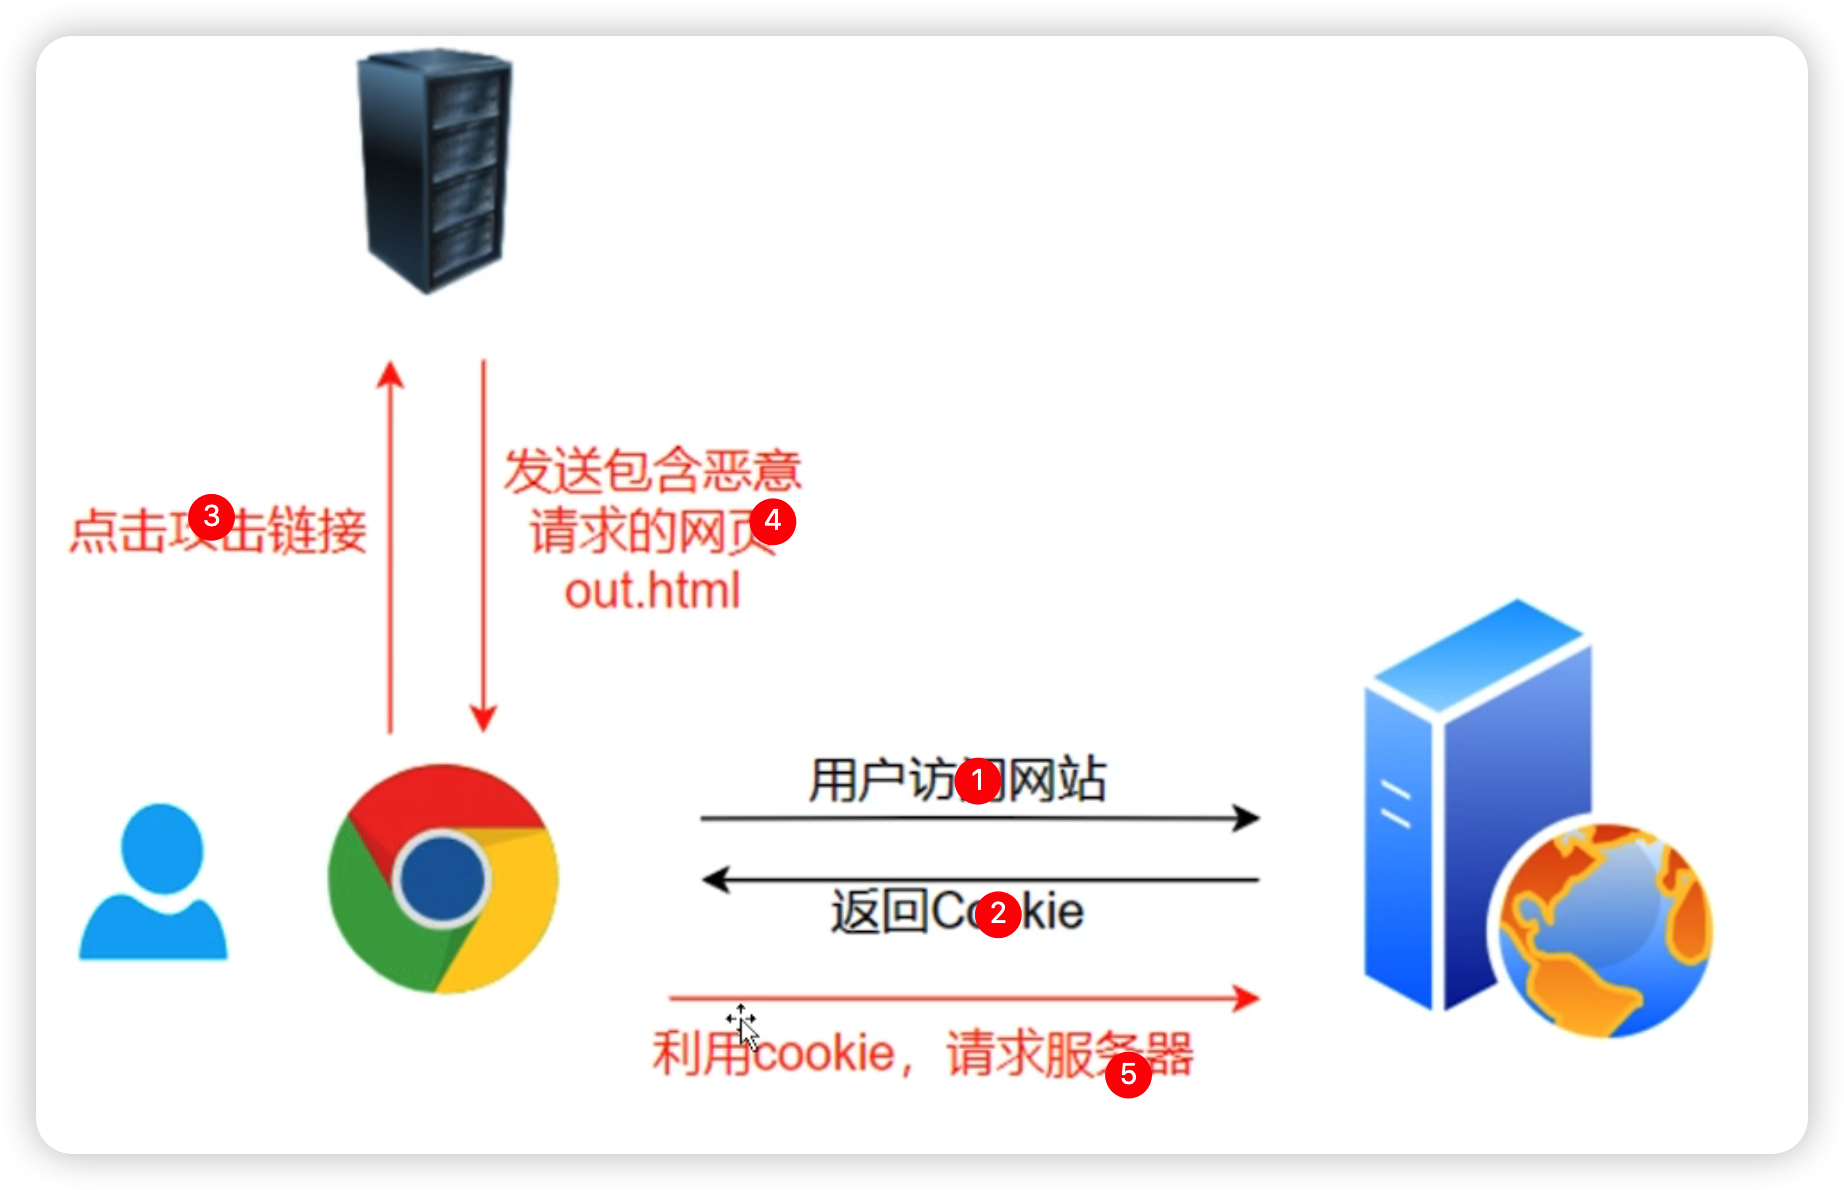 点击攻击链接
3
发送包含恶意
请求的网页
4
out.html
用户访问网站
1
返回Cookie
2
利用cookie，请求服务器
5